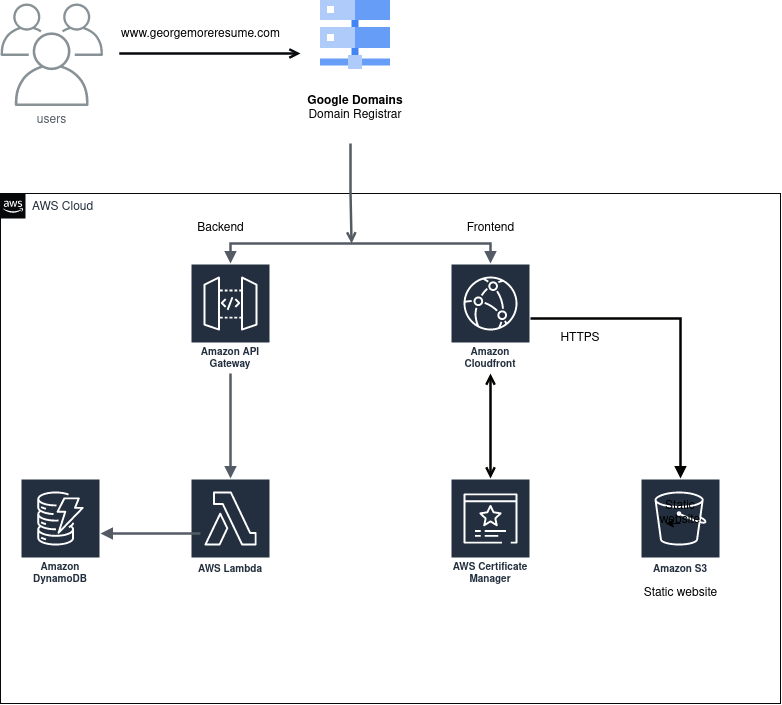 www.georgemoreresume.com
users
Google Domains
Domain Registrar
aws
AWS Cloud
Backend
Frontend
</>
Amazon API
Gateway
Amazon
Cloudfront
HTTPS
Static
website
Amazon
DynamoDB
AWS Lambda
AWS Certificate
Manager
Amazon S3
Static website